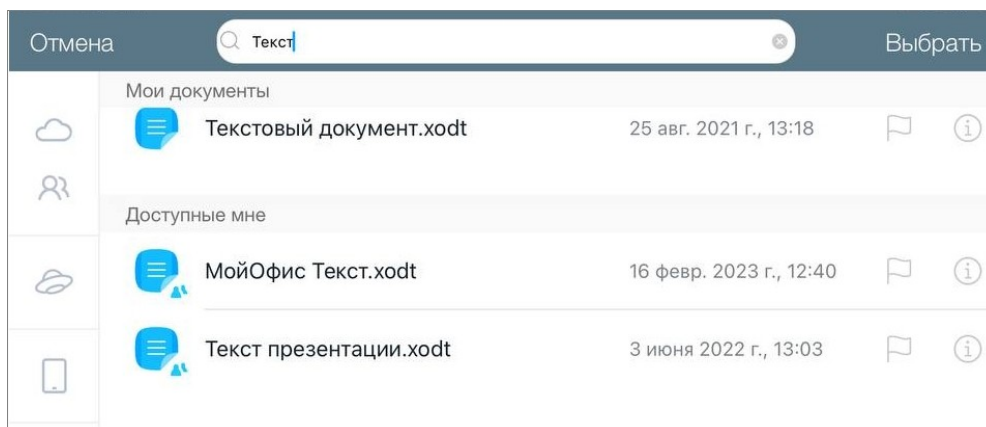 Отмена Текст Выбрать
Мои документы
Текстовый документ.xodt 25 авг. 2021 г., 13:18
Доступные мне
МойОфис Текст.xodt 16 февр. 2023 г., 12:40
Текст презентации.xodt 3 июня 2022 г., 13:03